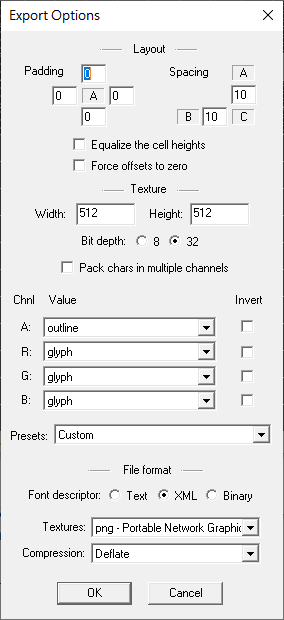 Export Options
Layout
Padding 0 Spacing A
0 A 0 10
0 B 10 C
Equalize the cell heights
Force offsets to zero
Texture
Width: 512 Height: 512
Bit depth: 8 32
Pack chars in multiple channels
Chnl Value Invert
A: outline
R: glyph
G: glyph
B: glyph
Presets: Custom
File format
Font descriptor: Text XML Binary
Textures: png - Portable Network Graphic
Compression: Deflate
OK Cancel